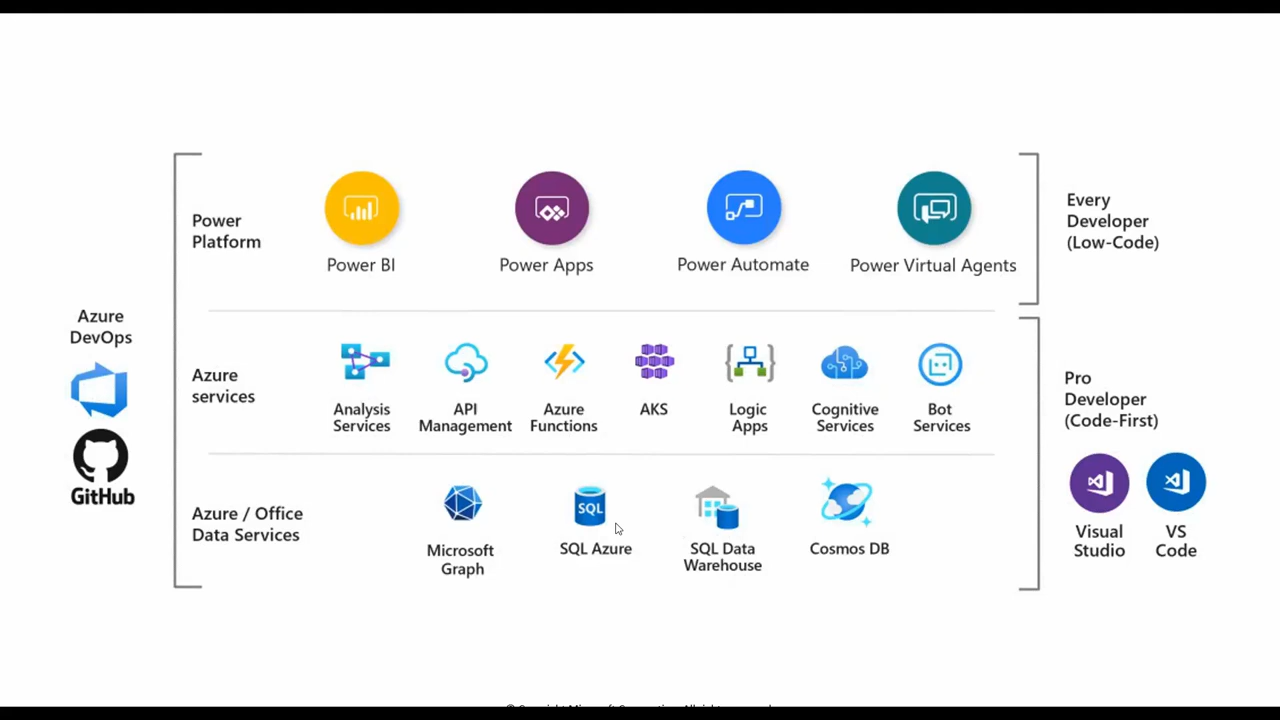 Azure
DevOps
GitHub
Power
Platform
Power BI
Power Apps
Power Automate
Power Virtual Agents
Every
Developer
(Low-Code)
Azure
services
Analysis
Services
API
Management
Azure
Functions
AKS
Logic
Apps
Cognitive
Services
Bot
Services
Pro
Developer
(Code-First)
Visual
Studio
VS
Code
Azure / Office
Data Services
Microsoft
Graph
SQL
SQL Azure
SQL Data
Warehouse
Cosmos DB